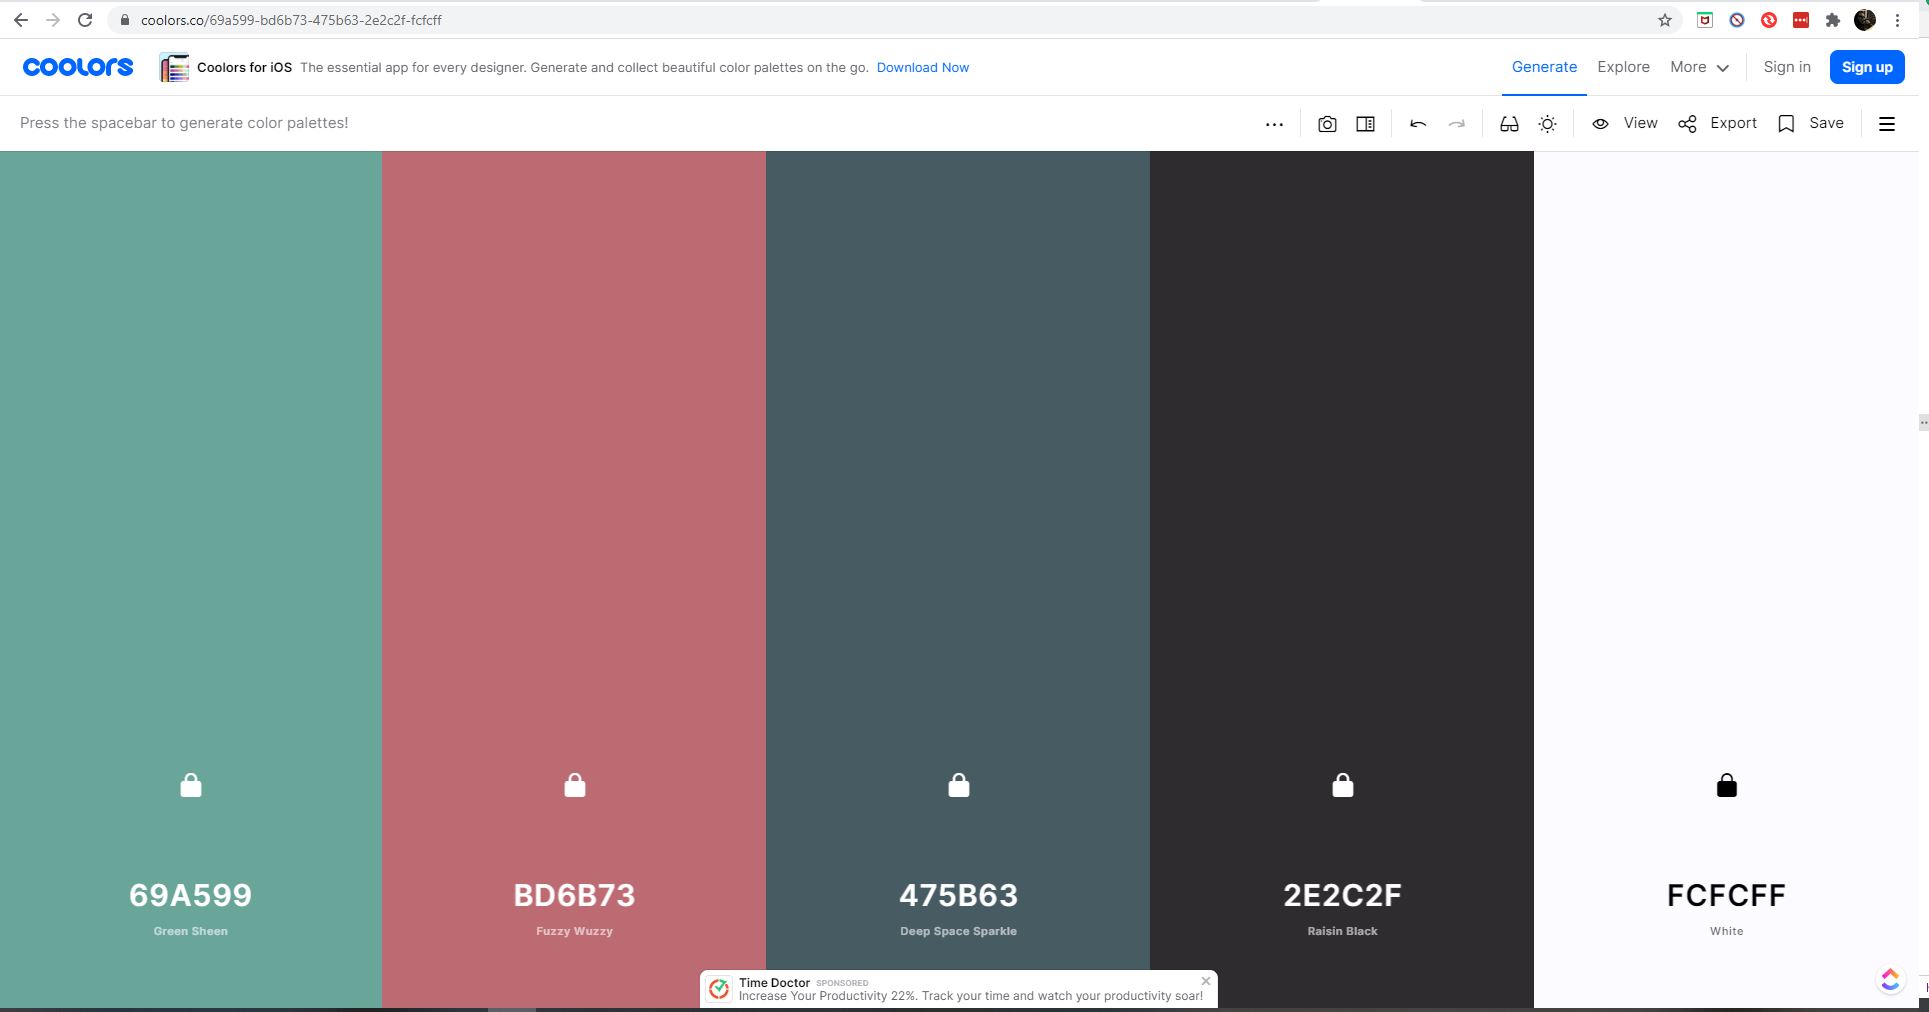 coolors.co/69a599-bd6b73-475b63-2e2c2f-fcfcff
coolors
Coolors for iOS The essential app for every designer. Generate and collect beautiful color palettes on the go. Download Now
Generate Explore More Sign in Sign up
Press the spacebar to generate color palettes!
View Export Save
69A599
Green Sheen
BD6B73
Fuzzy Wuzzy
475B63
Deep Space Sparkle
2E2C2F
Raisin Black
FCFCFF
White
Time Doctor SPONSORED
Increase Your Productivity 22%. Track your time and watch your productivity soar!